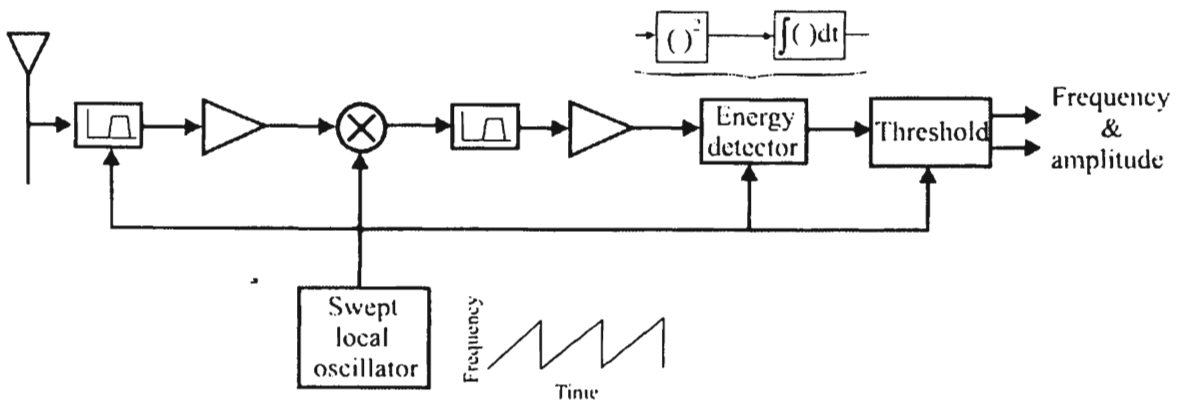 ( )²
∫( )dt
Energy
detector
Threshold
Frequency
&
amplitude
Swept
local
oscillator
Frequency
Time